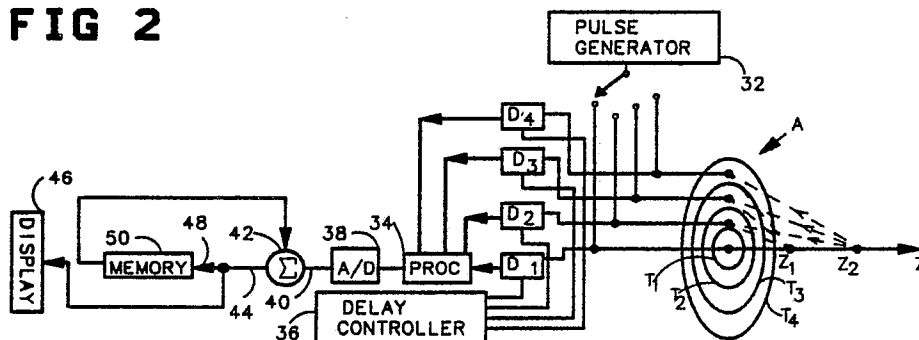 FIG 2
PULSE
GENERATOR
32
D4
A
D3
46
34
D2
50
48
42
38
DISPLAY
MEMORY
Σ
A/D
PROC
D1
Z1
Z2
Z
44
40
T1
T2
T3
T4
36
DELAY
CONTROLLER